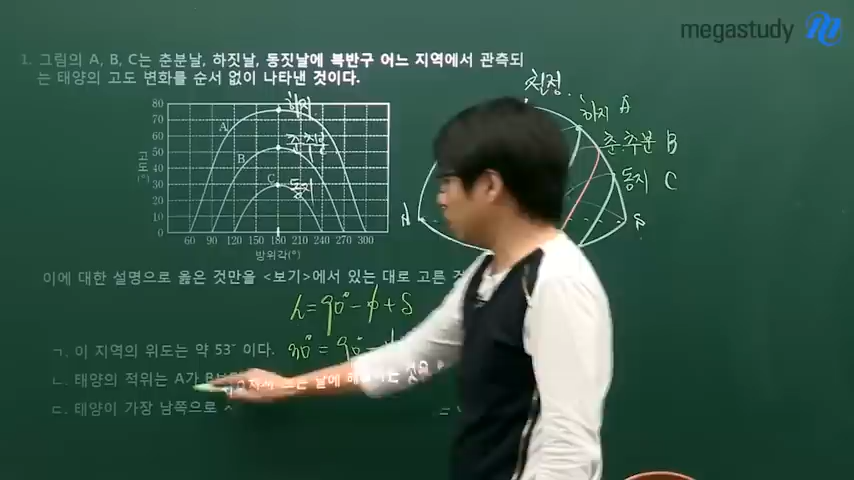 megastudy
1. 그림의 A, B, C는 춘분날, 하짓날, 동짓날에 북반구 어느 지역에서 관측되
는 태양의 고도 변화를 순서 없이 나타낸 것이다.
고도(°)
80
70
60
50
40
30
20
10
0
A
B
C
하지
춘·추분날
동지
60 90 120 150 180 210 240 270 300
방위각(°)
천정
하지 A
춘·추분 B
동지 C
S
이에 대한 설명으로 옳은 것만을 <보기>에서 있는 대로 고른 것
h=90°-φ+δ
ㄱ. 이 지역의 위도는 약 53° 이다.
90°
ㄴ. 태양의 적위는 A가 B보다
날에
ㄷ. 태양이 가장 남쪽으로